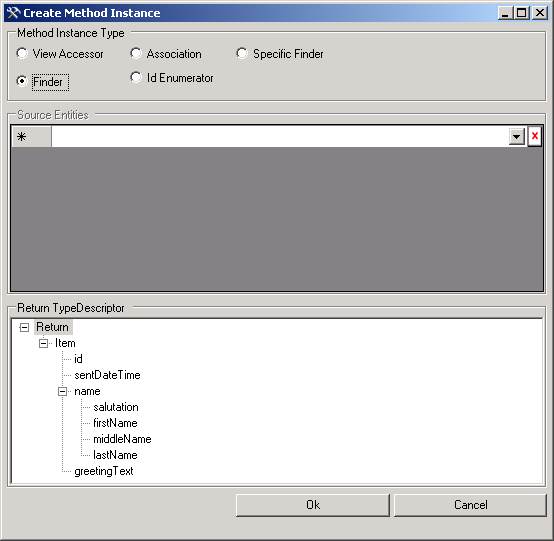 Create Method Instance
Method Instance Type
View Accessor Association Specific Finder
Finder Id Enumerator
Source Entities
* x
Return TypeDescriptor
Return
Item
id
sentDateTime
name
salutation
firstName
middleName
lastName
greetingText
Ok Cancel